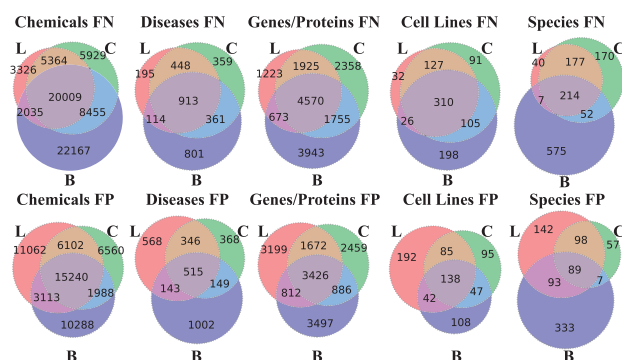 Chemicals FN Diseases FN Genes/Proteins FN Cell Lines FN Species FN
L C L C L C L C L C
3326 5364 5929 195 448 359 1223 1925 2358 32 127 91 40 177 170
20009 913 4570 310 7 214
2035 8455 114 361 673 1755 26 105 52
22167 801 3943 198 575
B B B B B
Chemicals FP Diseases FP Genes/Proteins FP Cell Lines FP Species FP
L C L C L C L C L C
11062 6102 6560 568 346 368 3199 1672 2459 192 85 95 142 98 57
15240 515 3426 138 89
3113 1988 143 149 812 886 42 47 93 7
10288 1002 3497 108 333
B B B B B